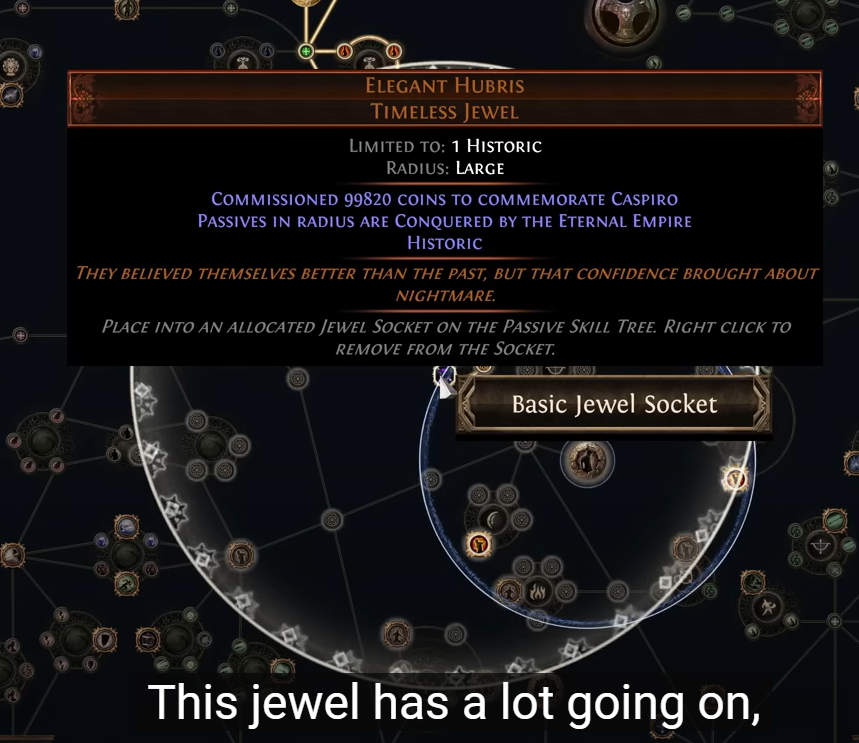 Elegant Hubris
Timeless Jewel
Limited to: 1 Historic
Radius: Large
Commissioned 99820 coins to commemorate Caspiro
Passives in radius are Conquered by the Eternal Empire
Historic
They believed themselves better than the past, but that confidence brought about
nightmare.
Place into an allocated Jewel Socket on the Passive Skill Tree. Right click to
remove from the Socket.
Basic Jewel Socket
This jewel has a lot going on,